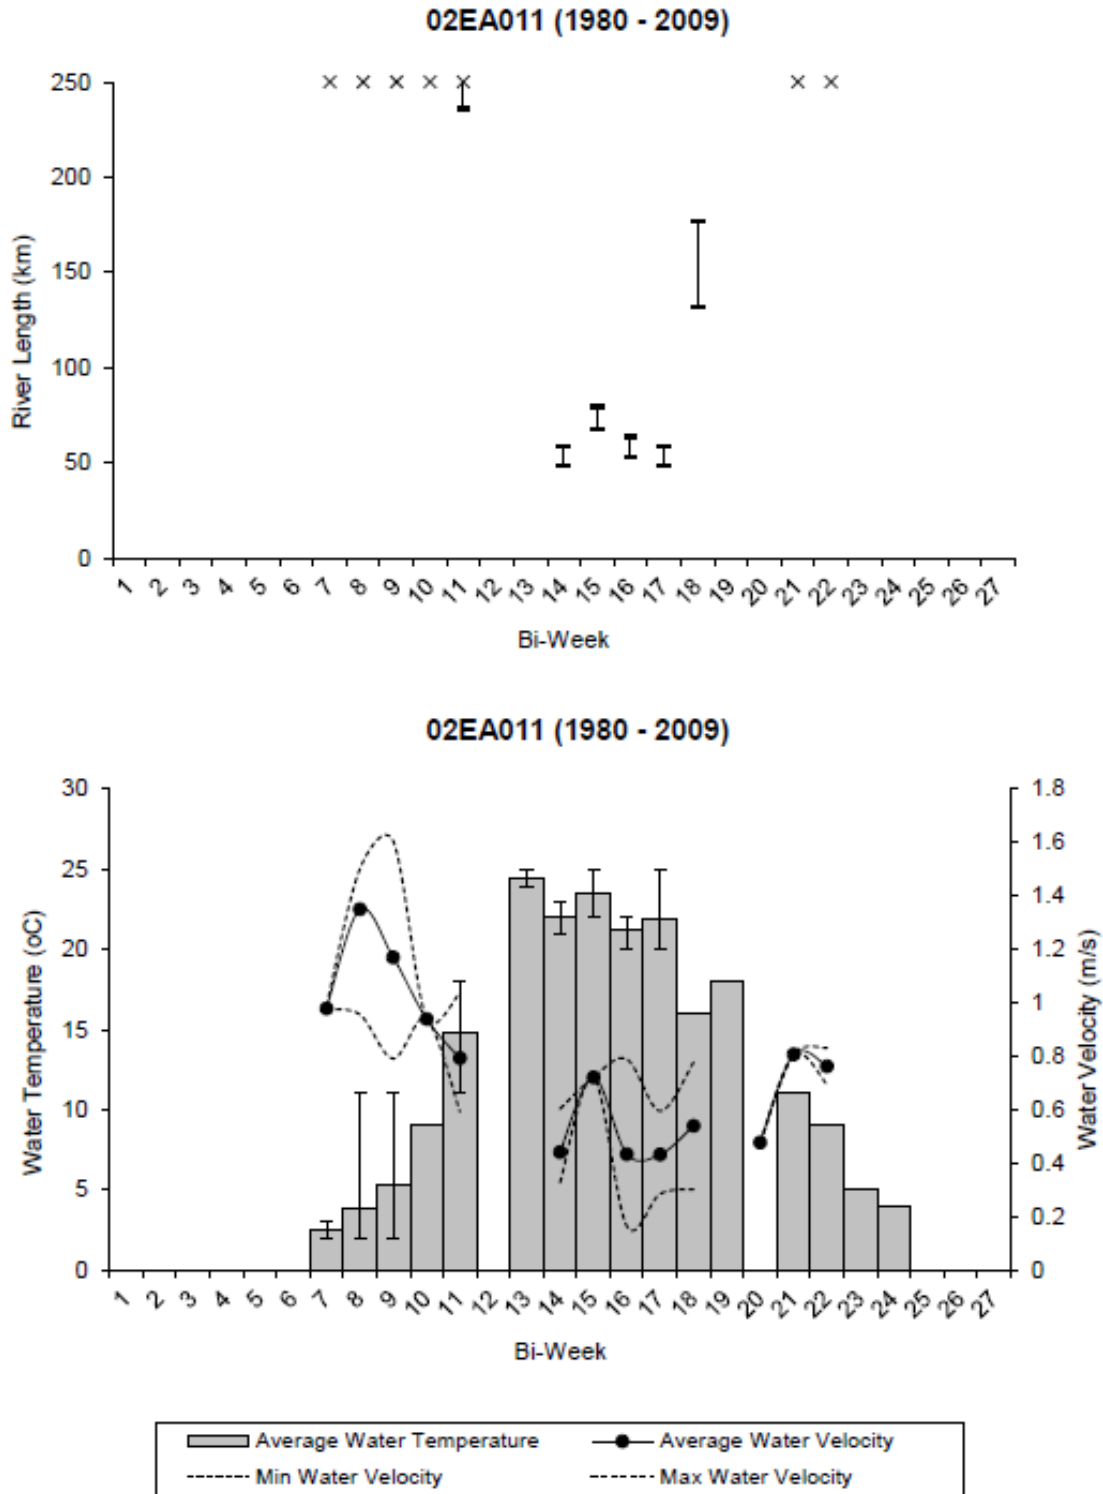 02EA011 (1980 - 2009)
250
200
150
100
50
0
River Length (km)
1 2 3 4 5 6 7 8 9 10 11 12 13 14 15 16 17 18 19 20 21 22 23 24 25 26 27
Bi-Week
02EA011 (1980 - 2009)
30
25
20
15
10
5
0
Water Temperature (oC)
1.8
1.6
1.4
1.2
1
0.8
0.6
0.4
0.2
0
Water Velocity (m/s)
1 2 3 4 5 6 7 8 9 10 11 12 13 14 15 16 17 18 19 20 21 22 23 24 25 26 27
Bi-Week
Average Water Temperature
Average Water Velocity
Min Water Velocity
Max Water Velocity